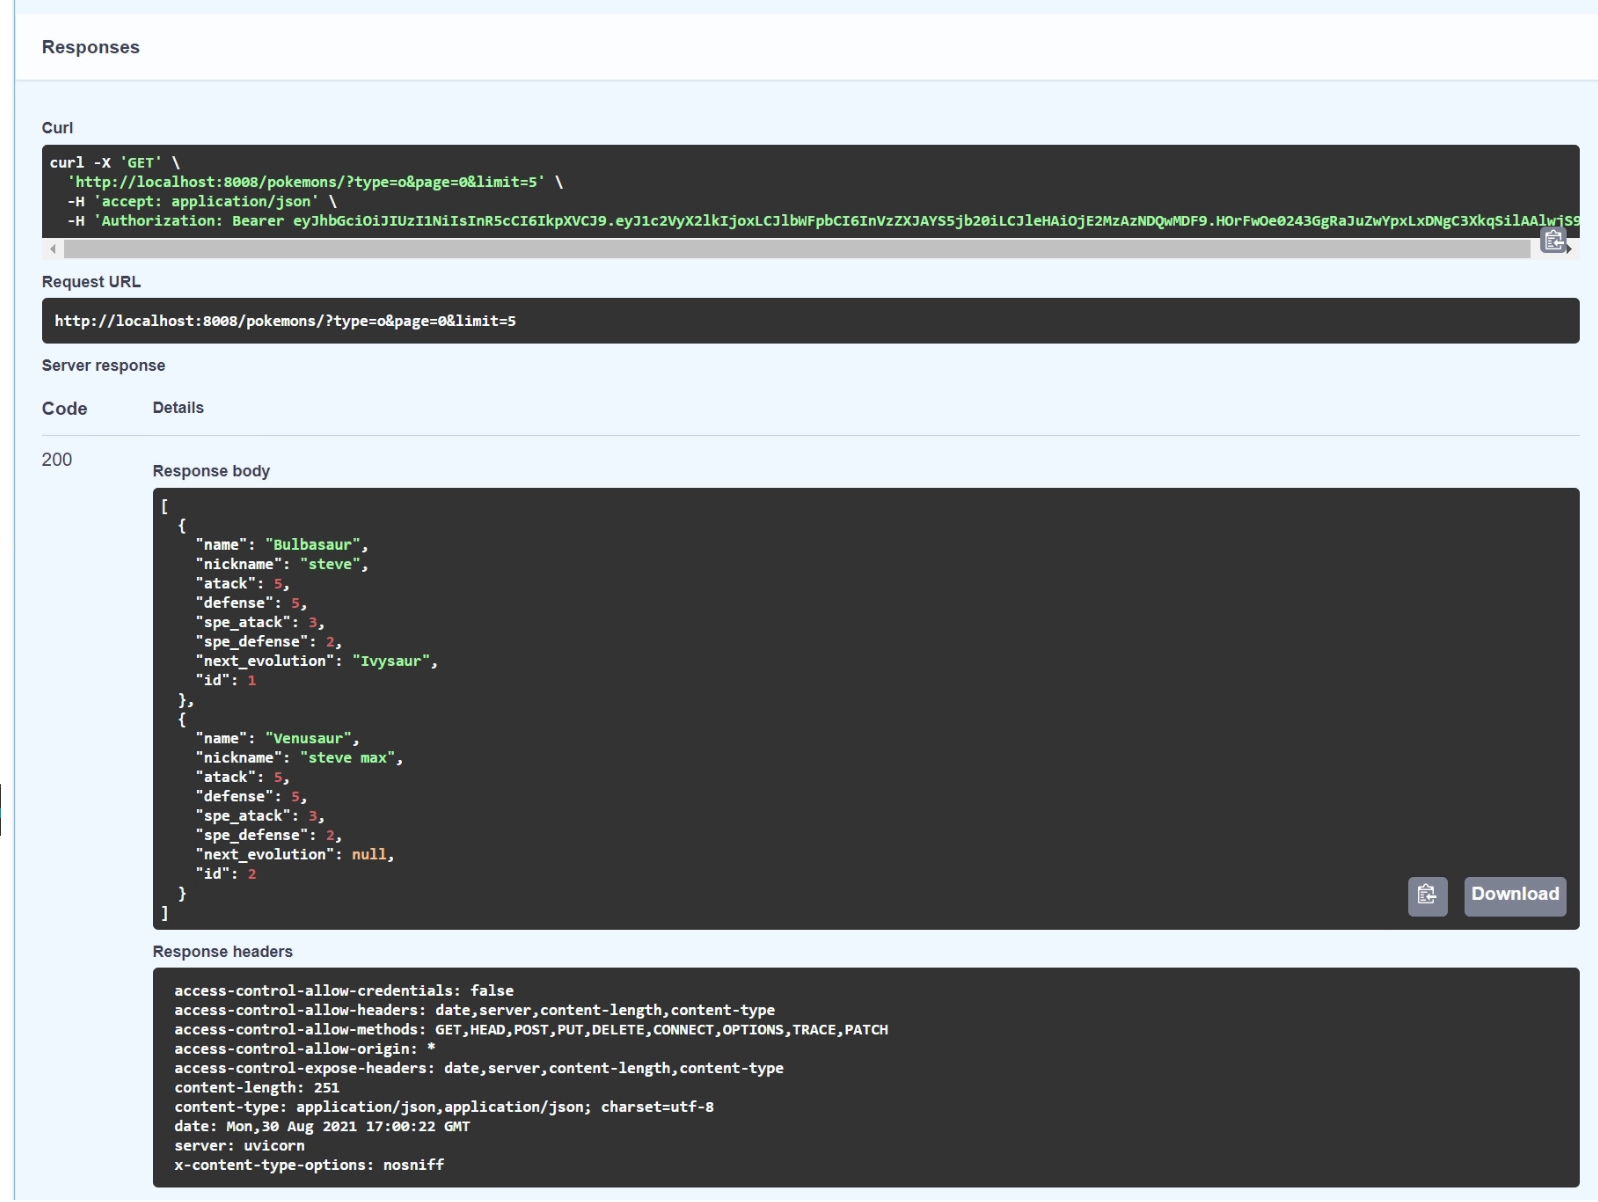 Responses
Curl
curl -X 'GET' \
'http://localhost:8008/pokemons/?type=o&page=0&limit=5' \
-H 'accept: application/json' \
-H 'Authorization: Bearer eyJhbGciOiJIUzI1NiIsInR5cCI6IkpXVCJ9.eyJ1c2VyX2lkIjoxLCJlbWFpbCI6InVzZXJAYS5jb20iLCJleHAiOjE2MzAzNDQwMDF9.HOrFwOe0243GgRaJuZwYpxLxDNgC3XkqSilAAlwjS9
Request URL
http://localhost:8008/pokemons/?type=o&page=0&limit=5
Server response
Code Details
200
Response body
[
{
"name": "Bulbasaur",
"nickname": "steve",
"atack": 5,
"defense": 5,
"spe_atack": 3,
"spe_defense": 2,
"next_evolution": "Ivysaur",
"id": 1
},
{
"name": "Venusaur",
"nickname": "steve max",
"atack": 5,
"defense": 5,
"spe_atack": 3,
"spe_defense": 2,
"next_evolution": null,
"id": 2
}
]
Download
Response headers
access-control-allow-credentials: false
access-control-allow-headers: date,server,content-length,content-type
access-control-allow-methods: GET,HEAD,POST,PUT,DELETE,CONNECT,OPTIONS,TRACE,PATCH
access-control-allow-origin: *
access-control-expose-headers: date,server,content-length,content-type
content-length: 251
content-type: application/json,application/json; charset=utf-8
date: Mon,30 Aug 2021 17:00:22 GMT
server: uvicorn
x-content-type-options: nosniff